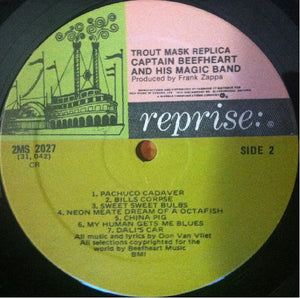 TROUT MASK REPLICA
CAPTAIN BEEFHEART
AND HIS MAGIC BAND
Produced by Frank Zappa
reprise:®
2MS 2027
(31,042)
CR
SIDE 2
1. PACHUCO CADAVER
2. BILLS CORPSE
3. SWEET SWEET BULBS
4. NEON MEATE DREAM OF A OCTAFISH
5. CHINA PIG
6. MY HUMAN GETS ME BLUES
7. DALI'S CAR
All music and lyrics by Don Van Vliet
All selections copyrighted for the
world by Beefheart Music
BMI